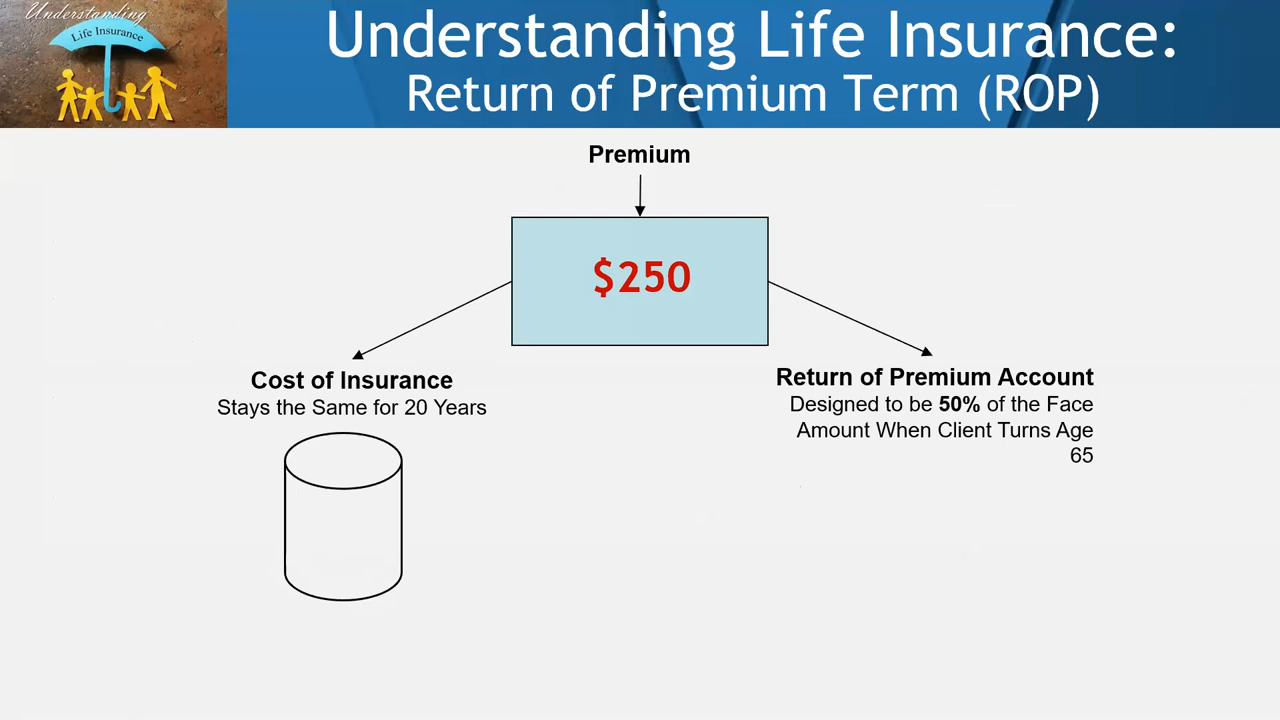 Understanding
Life Insurance
Understanding Life Insurance:
Return of Premium Term (ROP)
Premium
$250
Cost of Insurance
Stays the Same for 20 Years
Return of Premium Account
Designed to be 50% of the Face
Amount When Client Turns Age
65